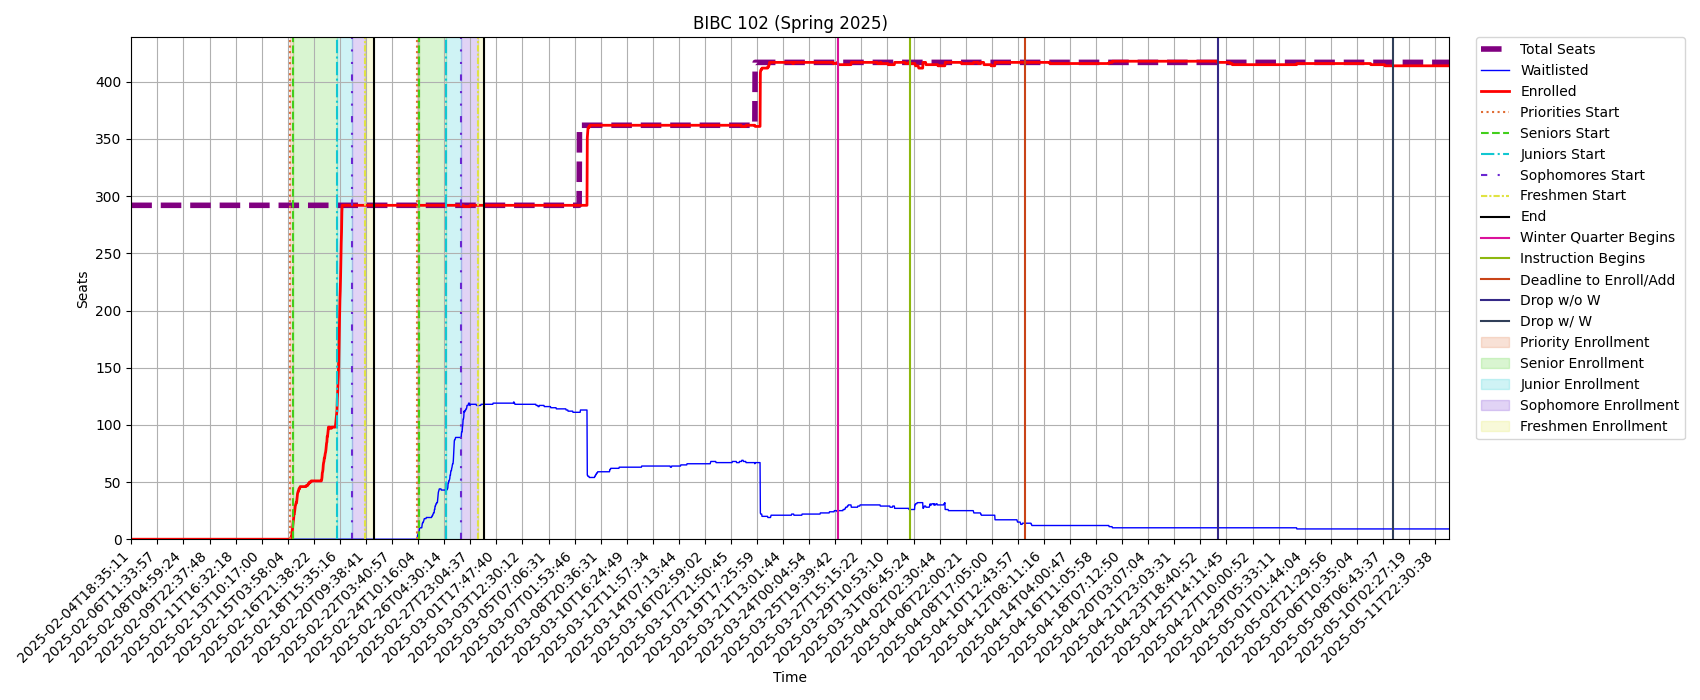 BIBC 102 (Spring 2025)
Seats
400
350
300
250
200
150
100
50
0
2025-02-04T18:35:11
2025-02-06T11:33:57
2025-02-08T04:59:24
2025-02-09T22:37:48
2025-02-11T16:32:18
2025-02-13T10:17:00
2025-02-15T03:58:04
2025-02-16T21:38:22
2025-02-18T15:35:16
2025-02-20T09:38:41
2025-02-22T03:40:57
2025-02-24T10:16:04
2025-02-26T04:30:14
2025-02-27T23:04:37
2025-03-01T17:47:40
2025-03-03T12:30:12
2025-03-05T07:06:31
2025-03-07T01:53:46
2025-03-08T20:36:31
2025-03-10T16:24:49
2025-03-12T11:57:34
2025-03-14T07:13:44
2025-03-16T02:59:02
2025-03-17T21:50:45
2025-03-19T17:25:59
2025-03-21T13:01:44
2025-03-24T00:04:54
2025-03-25T19:39:42
2025-03-27T15:15:22
2025-03-29T10:53:10
2025-03-31T06:45:24
2025-04-02T02:30:44
2025-04-06T22:00:21
2025-04-08T17:05:00
2025-04-10T12:43:57
2025-04-12T08:11:16
2025-04-14T04:00:47
2025-04-16T11:05:58
2025-04-18T07:12:50
2025-04-20T03:07:04
2025-04-21T23:03:31
2025-04-23T18:40:52
2025-04-25T14:11:45
2025-04-27T10:00:52
2025-04-29T05:33:11
2025-05-01T01:44:04
2025-05-02T21:29:56
2025-05-06T10:35:04
2025-05-08T06:43:37
2025-05-10T02:27:19
2025-05-11T22:30:38
Time
Total Seats
Waitlisted
Enrolled
Priorities Start
Seniors Start
Juniors Start
Sophomores Start
Freshmen Start
End
Winter Quarter Begins
Instruction Begins
Deadline to Enroll/Add
Drop w/o W
Drop w/ W
Priority Enrollment
Senior Enrollment
Junior Enrollment
Sophomore Enrollment
Freshmen Enrollment